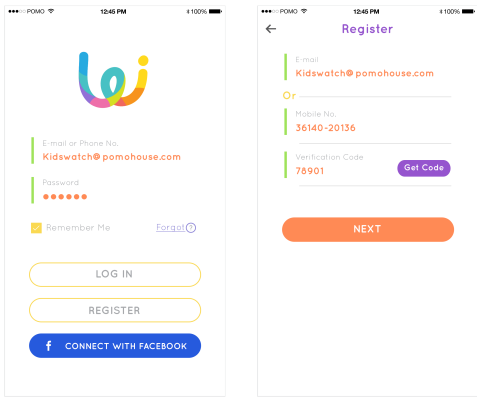 POMO 12:45 PM 100%
E-mail or Phone No.
Kidswatch@pomohouse.com
Password
Remember Me Forgot ?
LOG IN
REGISTER
f CONNECT WITH FACEBOOK
POMO 12:45 PM 100%
Register
E-mail
Kidswatch@pomohouse.com
Or
Mobile No.
36140-20136
Verification Code
78901 Get Code
NEXT